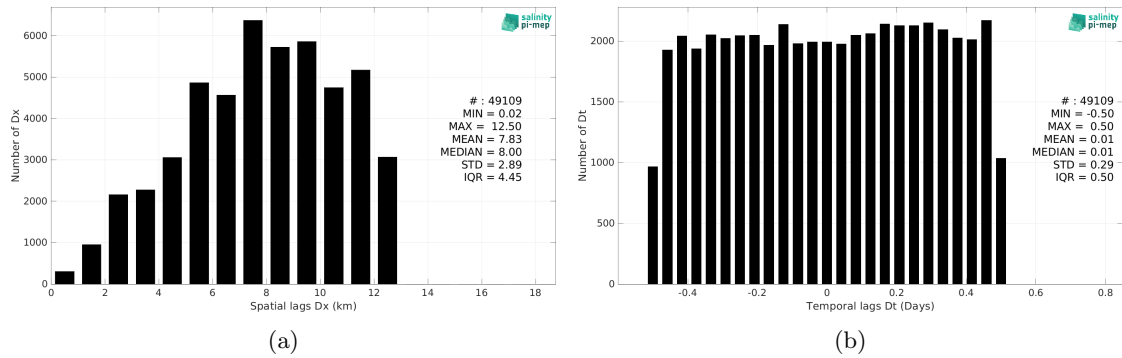 salinity
pi-mep
6000
5000
4000
3000
2000
1000
0
Number of Dx
# : 49109
MIN = 0.02
MAX = 12.50
MEAN = 7.83
MEDIAN = 8.00
STD = 2.89
IQR = 4.45
0 2 4 6 8 10 12 14 16 18
Spatial lags Dx (km)
(a)
salinity
pi-mep
2000
1500
1000
500
0
Number of Dt
# : 49109
MIN = -0.50
MAX = 0.50
MEAN = 0.01
MEDIAN = 0.01
STD = 0.29
IQR = 0.50
-0.4 -0.2 0 0.2 0.4 0.6 0.8
Temporal lags Dt (Days)
(b)